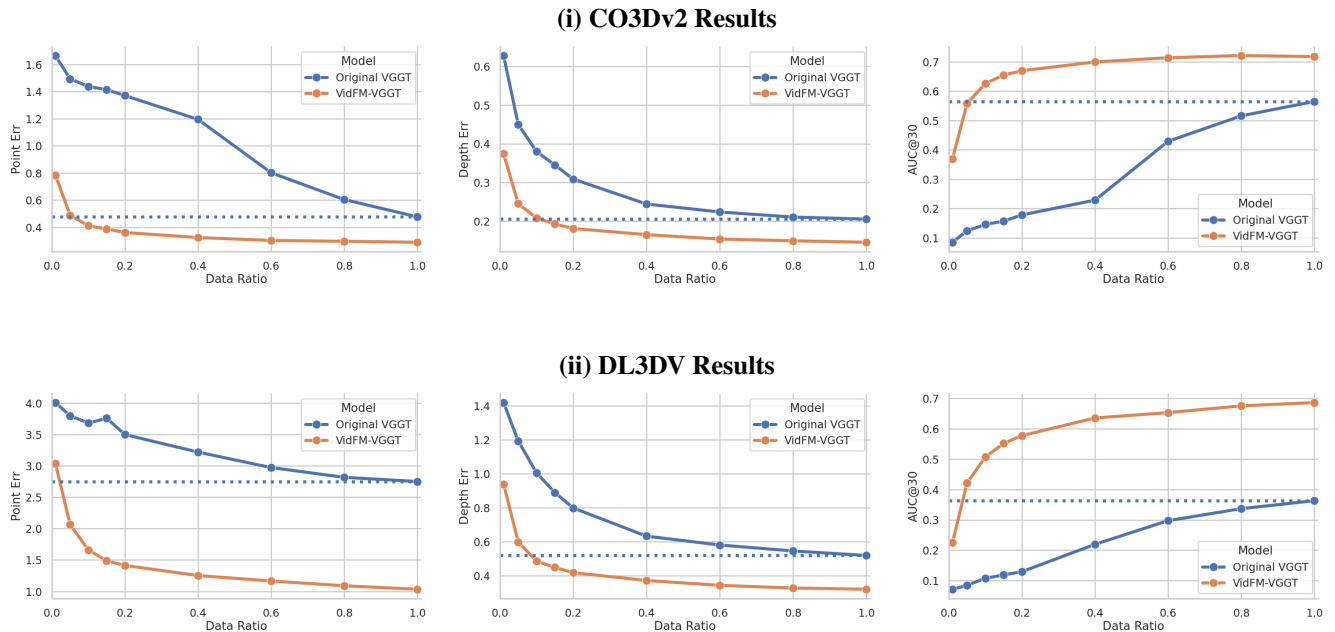 (i) CO3Dv2 Results
Point Err
1.6
1.4
1.2
1.0
0.8
0.6
0.4
Model
Original VGGT
VidFM-VGGT
0.0 0.2 0.4 0.6 0.8 1.0
Data Ratio
Depth Err
0.6
0.5
0.4
0.3
0.2
Model
Original VGGT
VidFM-VGGT
0.0 0.2 0.4 0.6 0.8 1.0
Data Ratio
AUC@30
0.7
0.6
0.5
0.4
0.3
0.2
0.1
Model
Original VGGT
VidFM-VGGT
0.0 0.2 0.4 0.6 0.8 1.0
Data Ratio
(ii) DL3DV Results
Point Err
4.0
3.5
3.0
2.5
2.0
1.5
1.0
Model
Original VGGT
VidFM-VGGT
0.0 0.2 0.4 0.6 0.8 1.0
Data Ratio
Depth Err
1.4
1.2
1.0
0.8
0.6
0.4
Model
Original VGGT
VidFM-VGGT
0.0 0.2 0.4 0.6 0.8 1.0
Data Ratio
AUC@30
0.7
0.6
0.5
0.4
0.3
0.2
0.1
Model
Original VGGT
VidFM-VGGT
0.0 0.2 0.4 0.6 0.8 1.0
Data Ratio